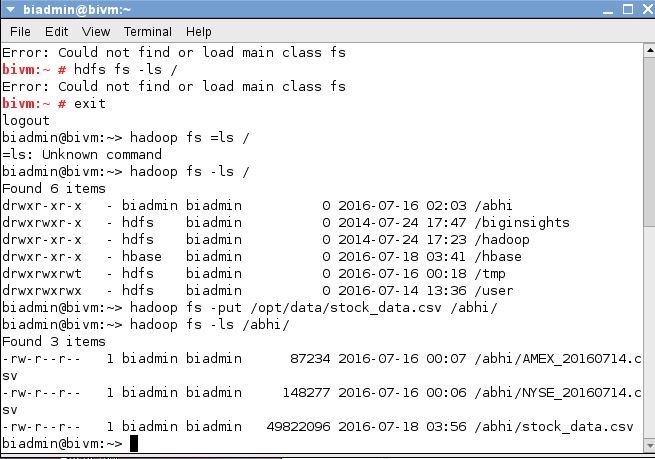 biadmin@bivm:~
File Edit View Terminal Help
Error: Could not find or load main class fs
bivm:~ # hdfs fs -ls /
Error: Could not find or load main class fs
bivm:~ # exit
logout
biadmin@bivm:~> hadoop fs =ls /
=ls: Unknown command
biadmin@bivm:~> hadoop fs -ls /
Found 6 items
drwxr-xr-x   - biadmin biadmin          0 2016-07-16 02:03 /abhi
drwxrwxr-x   - hdfs    biadmin          0 2014-07-24 17:47 /biginsights
drwxr-xr-x   - hdfs    biadmin          0 2014-07-24 17:23 /hadoop
drwxr-xr-x   - hbase   biadmin          0 2016-07-18 03:41 /hbase
drwxrwxrwt   - hdfs    biadmin          0 2016-07-16 00:18 /tmp
drwxrwxrwx   - hdfs    biadmin          0 2016-07-14 13:36 /user
biadmin@bivm:~> hadoop fs -put /opt/data/stock_data.csv /abhi/
biadmin@bivm:~> hadoop fs -ls /abhi/
Found 3 items
-rw-r--r--   1 biadmin biadmin      87234 2016-07-16 00:07 /abhi/AMEX_20160714.c
sv
-rw-r--r--   1 biadmin biadmin     148277 2016-07-16 00:06 /abhi/NYSE_20160714.c
sv
-rw-r--r--   1 biadmin biadmin   49822096 2016-07-18 03:56 /abhi/stock_data.csv
biadmin@bivm:~>